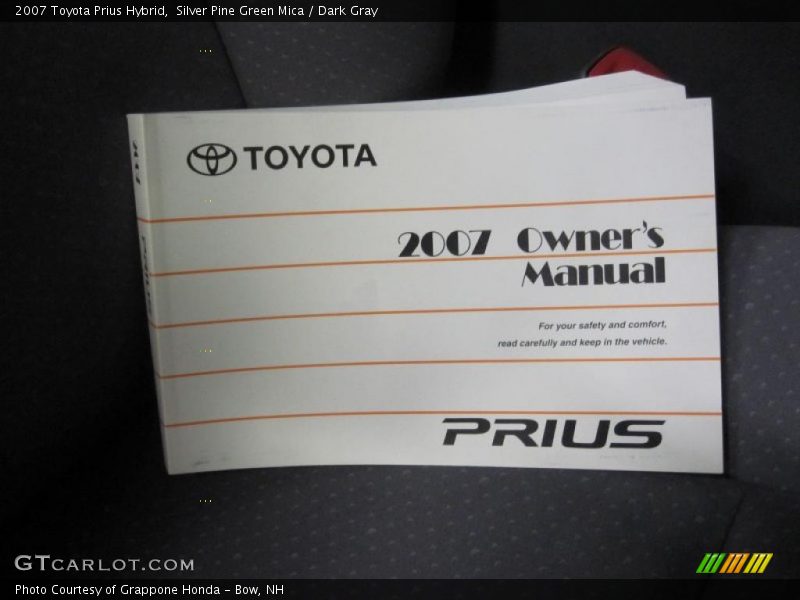 2007 Toyota Prius Hybrid,  Silver Pine Green Mica / Dark Gray
TOYOTA
2007 Owner's
Manual
For your safety and comfort,
read carefully and keep in the vehicle.
PRIUS
GTCARLOT.COM
Photo Courtesy of Grappone Honda - Bow, NH